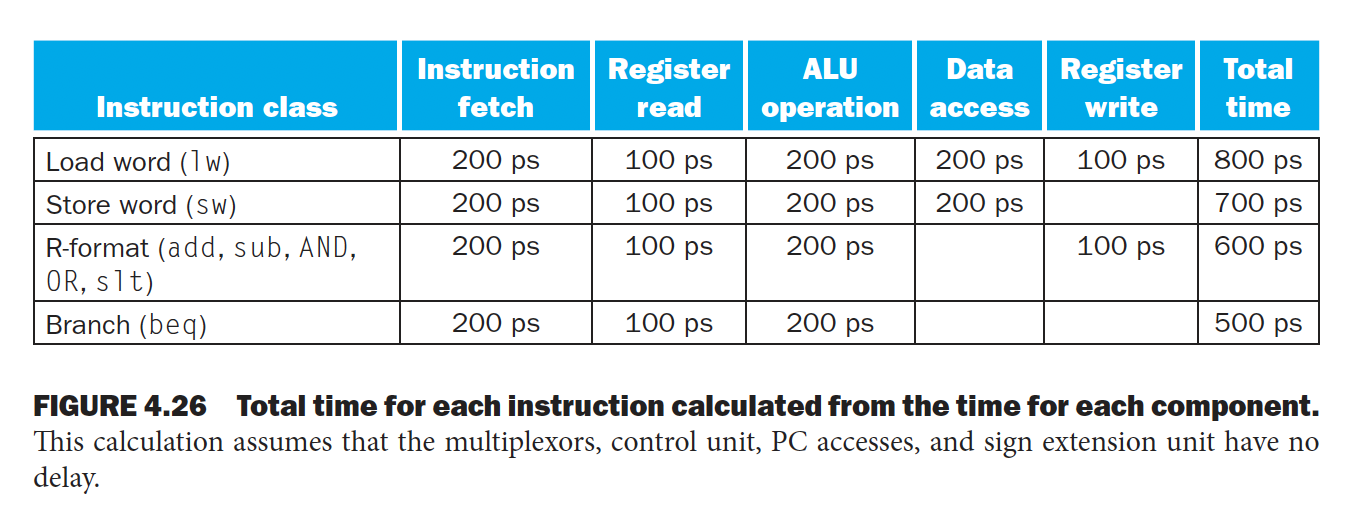 Instruction class Instruction fetch Register read ALU operation Data access Register write Total time
Load word (lw) 200 ps 100 ps 200 ps 200 ps 100 ps 800 ps
Store word (sw) 200 ps 100 ps 200 ps 200 ps 700 ps
R-format (add, sub, AND, OR, slt) 200 ps 100 ps 200 ps 100 ps 600 ps
Branch (beq) 200 ps 100 ps 200 ps 500 ps
FIGURE 4.26 Total time for each instruction calculated from the time for each component.
This calculation assumes that the multiplexors, control unit, PC accesses, and sign extension unit have no
delay.